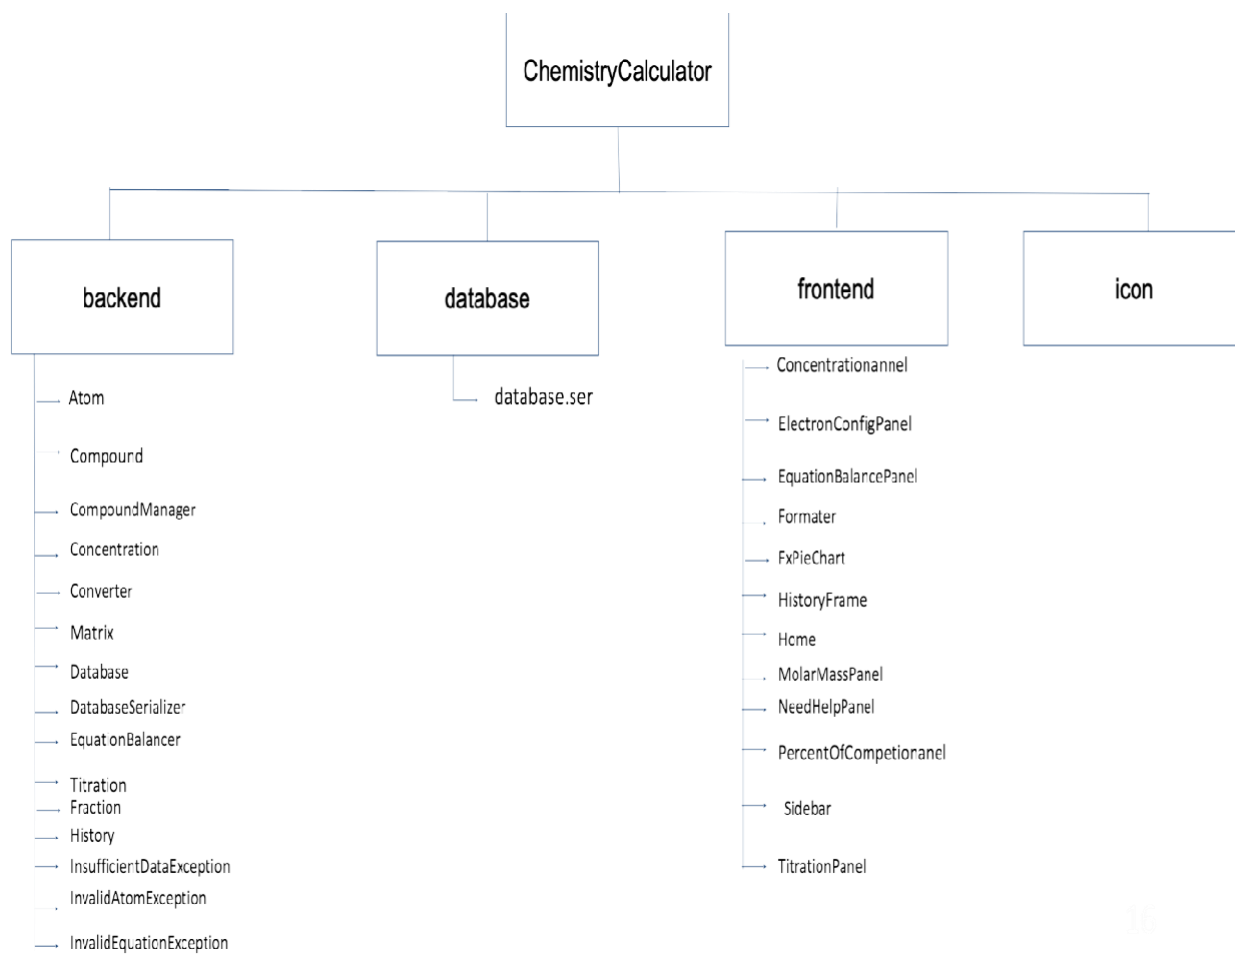 ChemistryCalculator
backend
database
frontend
icon
Atom
Compound
CompoundManager
Concentration
Converter
Matrix
Database
DatabaseSerializer
EquationBalancer
Titration
Fraction
History
InsufficientDataException
InvalidAtomException
InvalidEquationException
database.ser
Concentrationannel
ElectronConfigPanel
EquationBalancePanel
Formater
FxPieChart
HistoryFrame
Home
MolarMassPanel
NeedHelpPanel
PercentOfCompetionanel
Sidebar
TitrationPanel
16